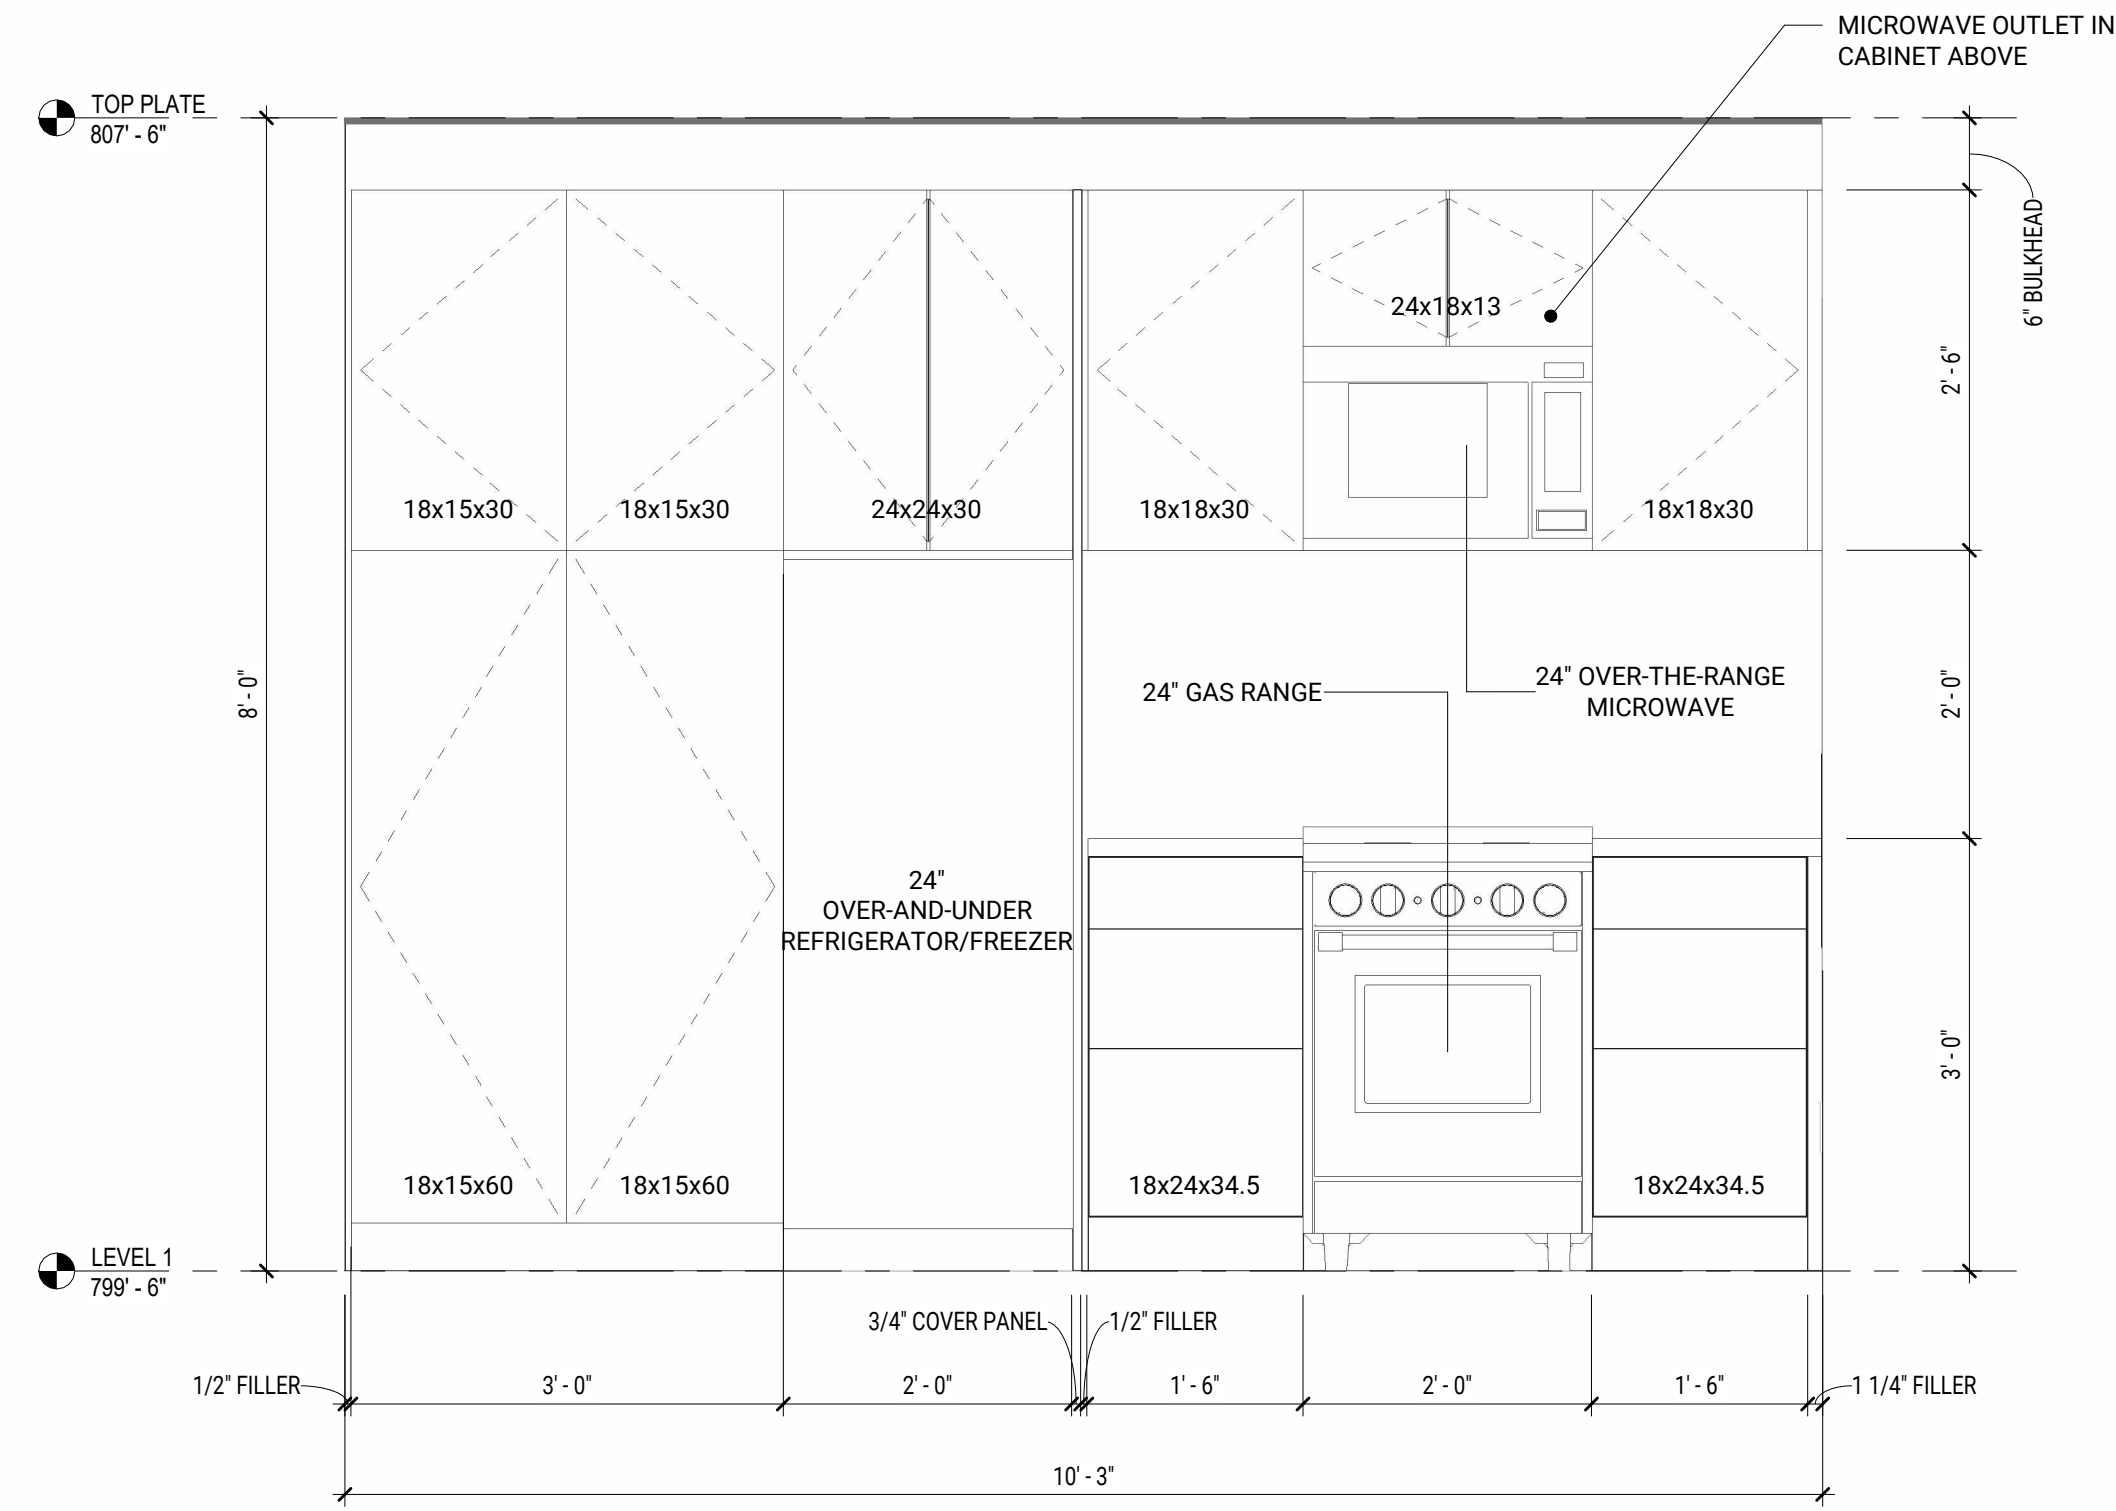 MICROWAVE OUTLET IN
CABINET ABOVE
TOP PLATE
807' - 6"
6" BULKHEAD
24x18x13
2' - 6"
18x15x30
18x15x30
24x24x30
18x18x30
18x18x30
8' - 0"
24" GAS RANGE
24" OVER-THE-RANGE
MICROWAVE
2' - 0"
24"
OVER-AND-UNDER
REFRIGERATOR/FREEZER
3' - 0"
18x15x60
18x15x60
18x24x34.5
18x24x34.5
LEVEL 1
799' - 6"
3/4" COVER PANEL
1/2" FILLER
1/2" FILLER
3' - 0"
2' - 0"
1' - 6"
2' - 0"
1' - 6"
1 1/4" FILLER
10' - 3"